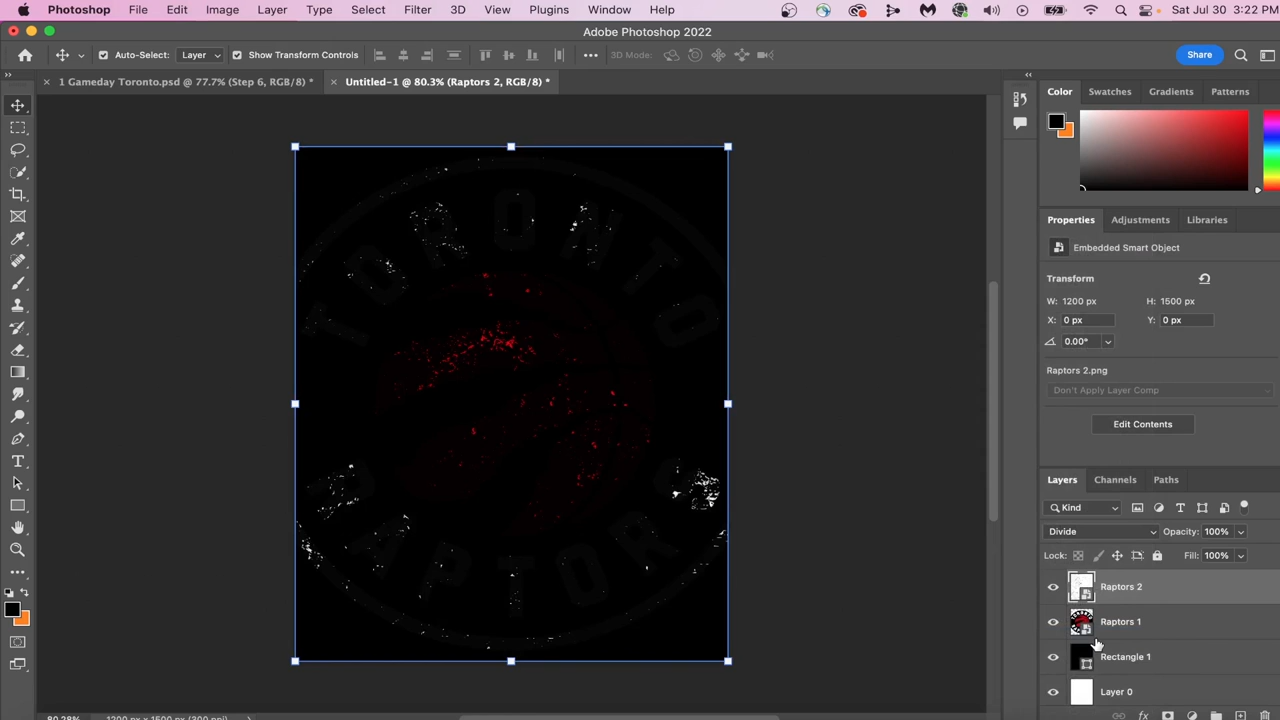 Photoshop File Edit Image Layer Type Select Filter 3D View Plugins Window Help Sat Jul 30 3:22 PM
Adobe Photoshop 2022
Auto-Select: Layer Show Transform Controls 3D Mode: Share
1 Gameday Toronto.psd @ 77.7% (Step 6, RGB/8) * Untitled-1 @ 80.3% (Raptors 2, RGB/8) *
Color Swatches Gradients Patterns
TORONTO
RAPTORS
Properties Adjustments Libraries
Embedded Smart Object
Transform
W: 1200 px H: 1500 px
X: 0 px Y: 0 px
0.00°
Raptors 2.png
Don't Apply Layer Comp
Edit Contents
Layers Channels Paths
Kind
Divide Opacity: 100%
Lock: Fill: 100%
Raptors 2
Raptors 1
Rectangle 1
Layer 0
80.28% 1200 px x 1500 px (300 ppi)